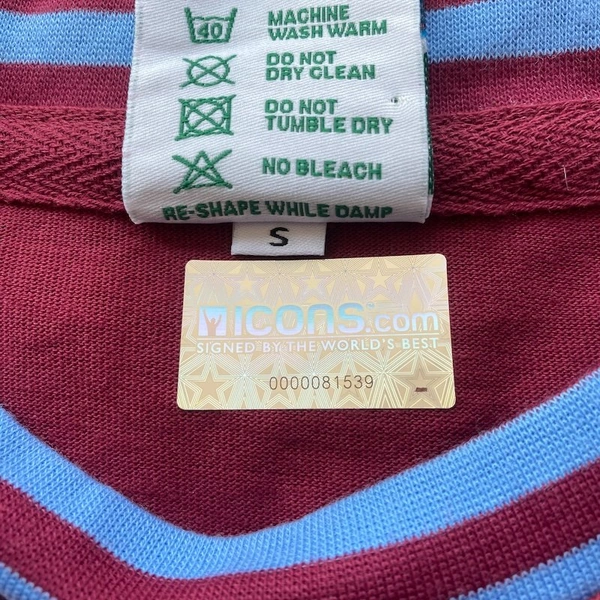 40
MACHINE
WASH WARM
DO NOT
DRY CLEAN
DO NOT
TUMBLE DRY
NO BLEACH
RE-SHAPE WHILE DAMP
S
ICONS.com
SIGNED BY THE WORLD'S BEST
0000081539